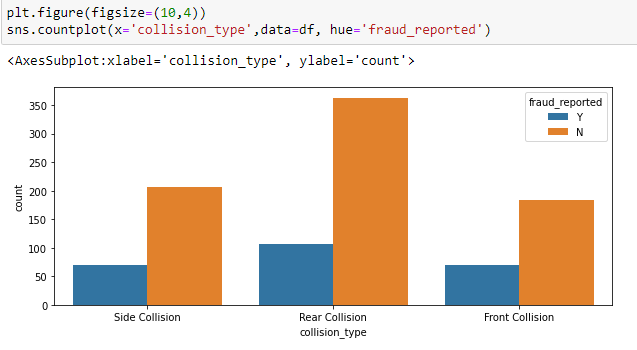 plt.figure(figsize=(10,4))
sns.countplot(x='collision_type',data=df, hue='fraud_reported')
<AxesSubplot:xlabel='collision_type', ylabel='count'>
fraud_reported
Y
N
350
300
250
200
150
100
50
0
count
Side Collision
Rear Collision
Front Collision
collision_type